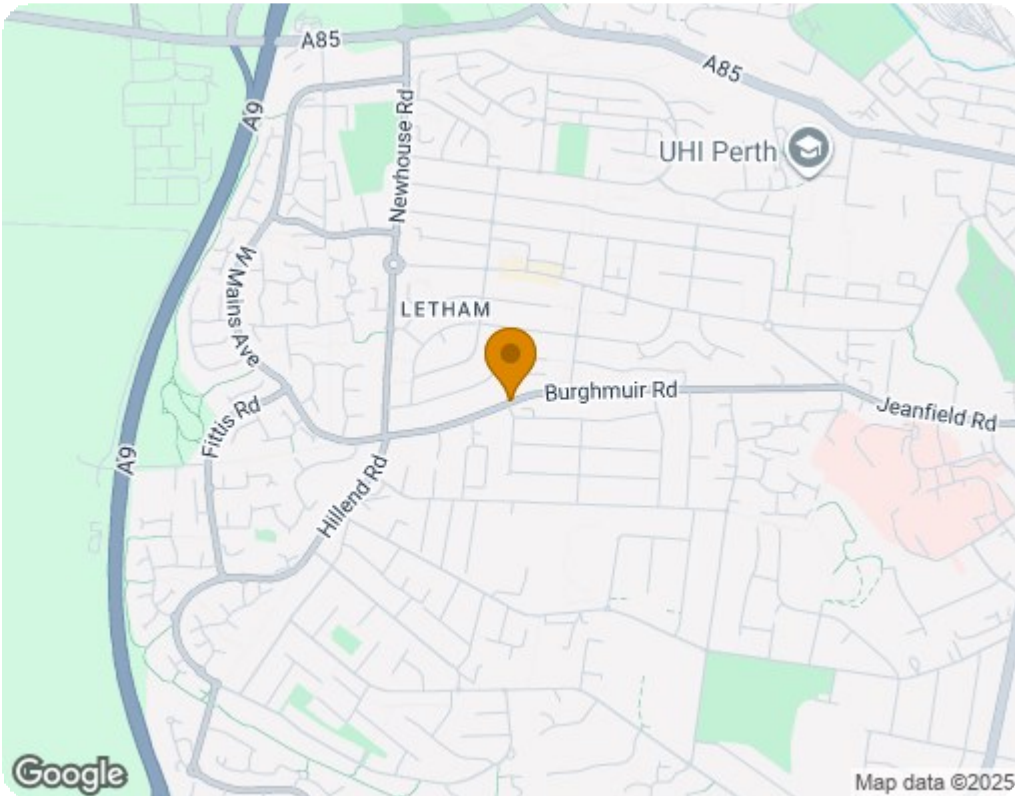 A85
A9
A85
Newhouse Rd
UHI Perth
W Mains Ave
LETHAM
Burghmuir Rd
Jeanfield Rd
Fittis Rd
A9
Hillend Rd
Google
Map data ©2025